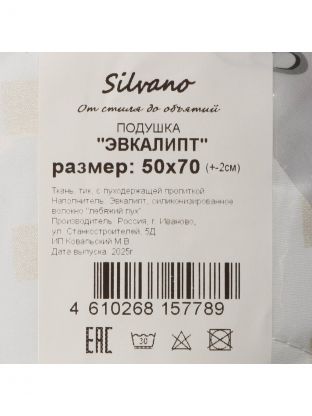 Silvano
От стиля до объятий
ПОДУШКА
"ЭВКАЛИПТ"
размер: 50х70 (+-2см)
Ткань: тик, с пуходержащей пропиткой
Наполнитель: Эвкалипт, силиконизированное
волокно "лебяжий пух"
Производитель: Россия, г. Иваново,
ул. Станкостроителей, 5Д
ИП Ковальский М.В
Дата выпуска: 2025г.
4 610268 157789
EAC 30